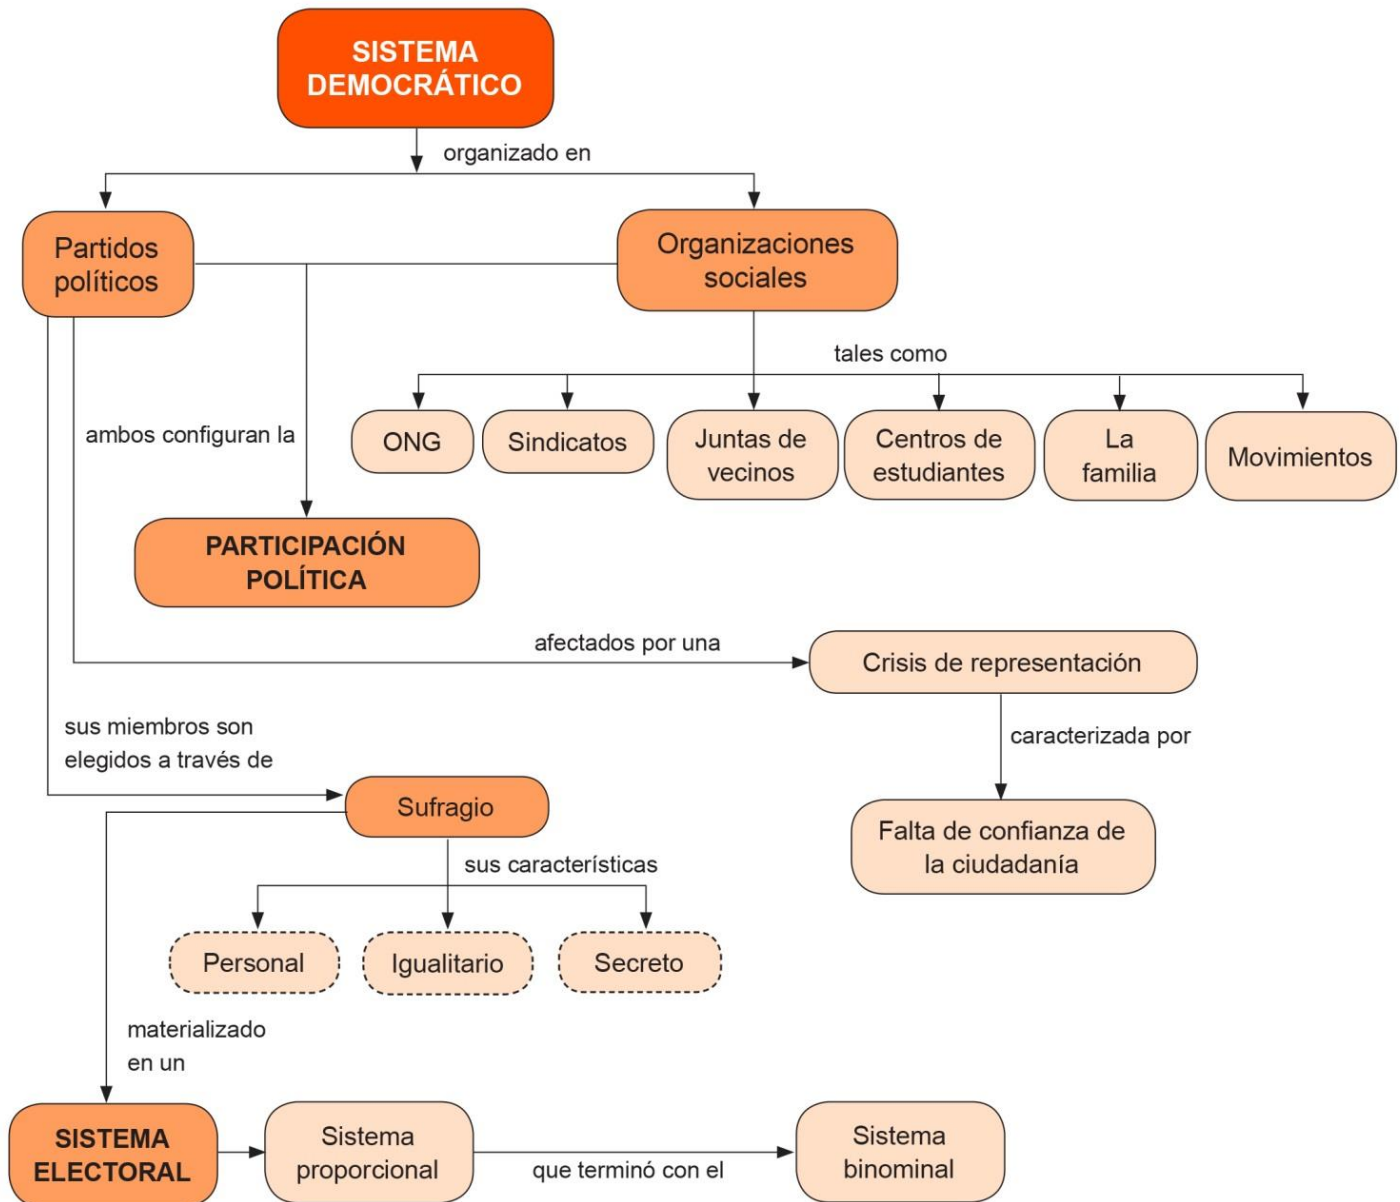 SISTEMA
DEMOCRÁTICO
organizado en
Partidos
políticos
Organizaciones
sociales
tales como
ambos configuran la
ONG
Sindicatos
Juntas de
vecinos
Centros de
estudiantes
La
familia
Movimientos
PARTICIPACIÓN
POLÍTICA
afectados por una
Crisis de representación
sus miembros son
elegidos a través de
caracterizada por
Sufragio
Falta de confianza de
la ciudadanía
sus características
Personal
Igualitario
Secreto
materializado
en un
SISTEMA
ELECTORAL
Sistema
proporcional
que terminó con el
Sistema
binominal